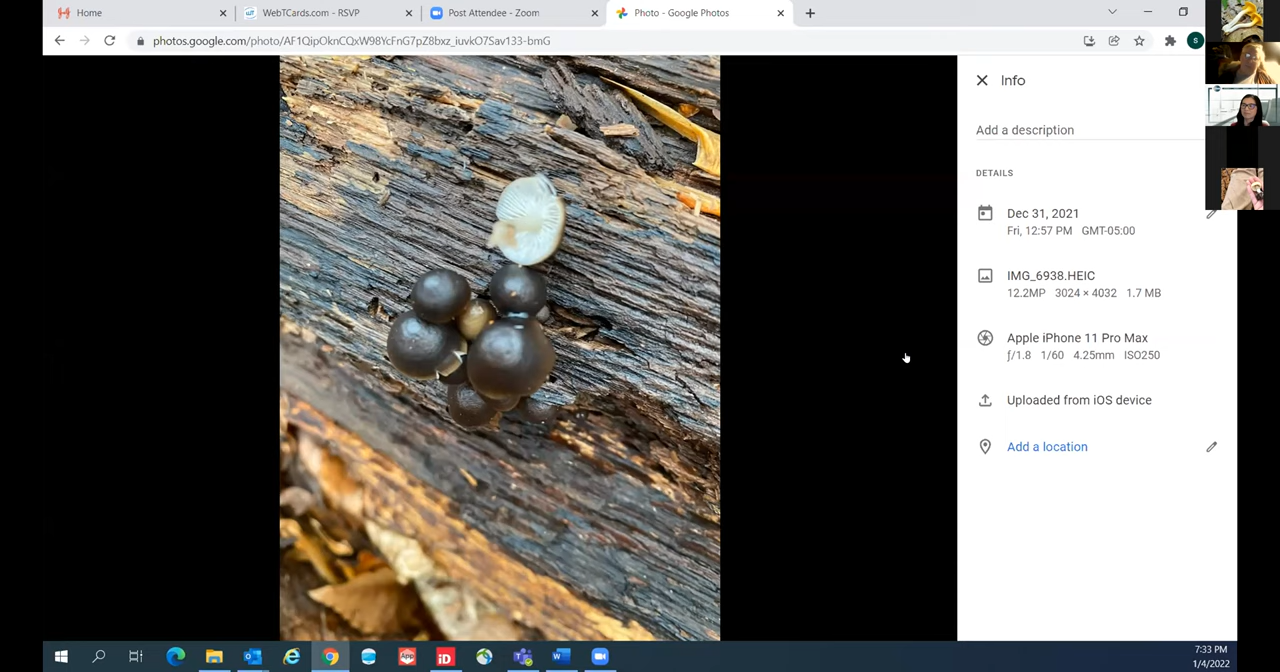 Home
WebTCards.com - RSVP
Post Attendee - Zoom
Photo - Google Photos
photos.google.com/photo/AF1QipOknCQxW98YcFnG7pZ8bxz_iuvkO7Sav133-bmG
S
Info
Add a description
DETAILS
Dec 31, 2021
Fri, 12:57 PM GMT-05:00
IMG_6938.HEIC
12.2MP 3024 × 4032 1.7 MB
Apple iPhone 11 Pro Max
ƒ/1.8 1/60 4.25mm ISO250
Uploaded from iOS device
Add a location
App
iD
7:33 PM
1/4/2022